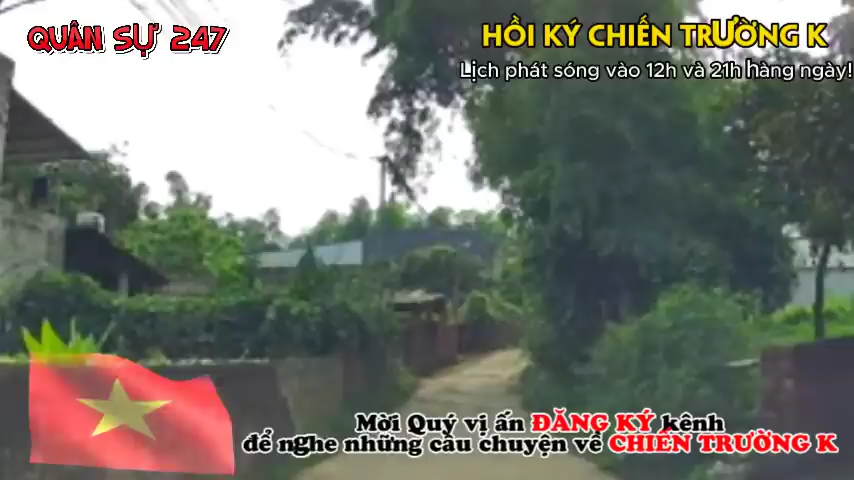 QUÂN SỰ 247
HỒI KÝ CHIẾN TRƯỜNG K
Lịch phát sóng vào 12h và 21h hàng ngày!
Mời Quý vị ấn ĐĂNG KÝ kênh
để nghe những câu chuyện về CHIẾN TRƯỜNG K